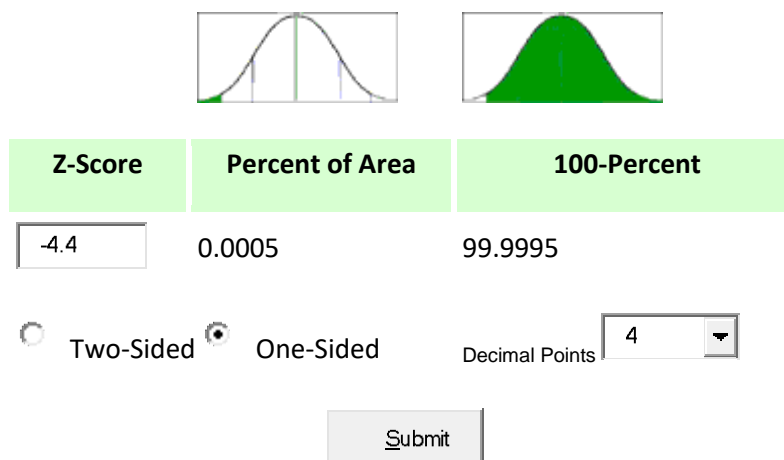 Z-Score Percent of Area 100-Percent
-4.4 0.0005 99.9995
Two-Sided One-Sided Decimal Points 4
Submit